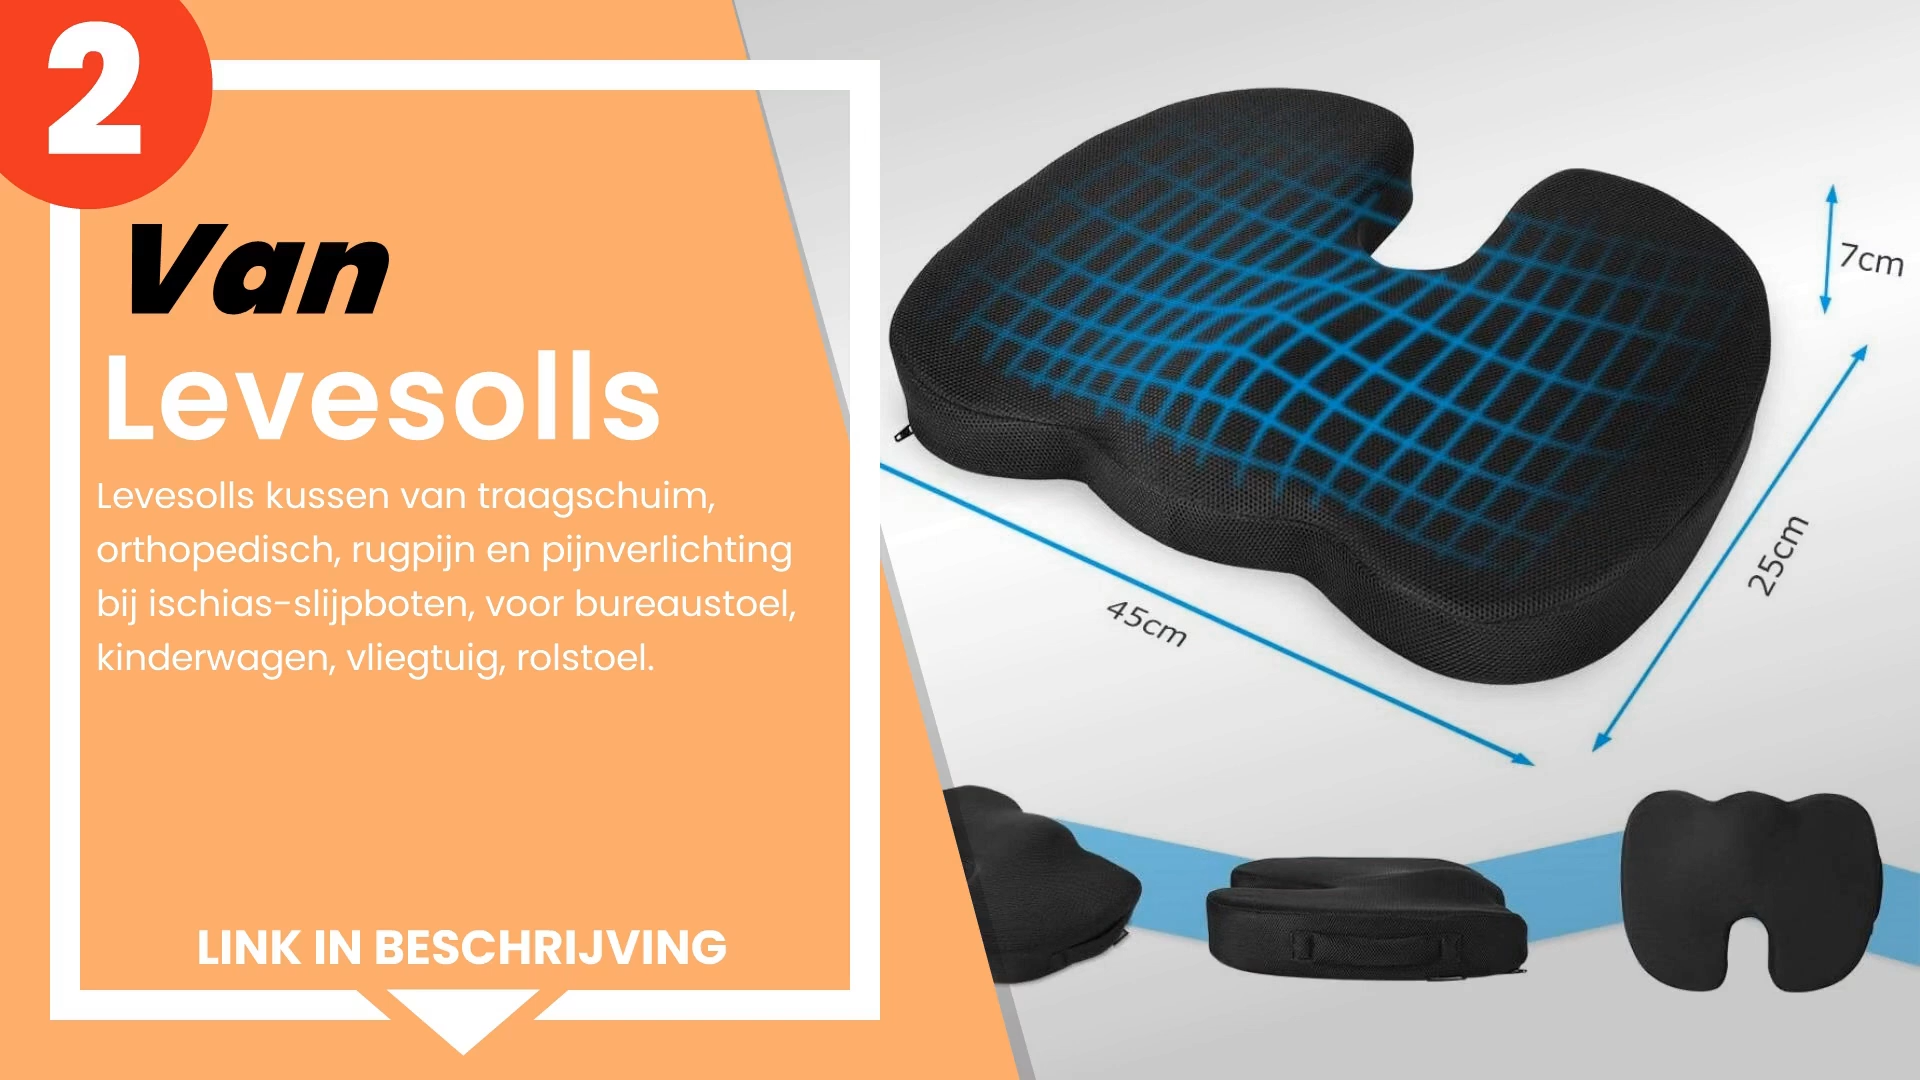 2
Van
Levesolls
Levesolls kussen van traagschuim,
orthopedisch, rugpijn en pijnverlichting
bij ischias-slijpboten, voor bureaustoel,
kinderwagen, vliegtuig, rolstoel.
LINK IN BESCHRIJVING
7cm
25cm
45cm